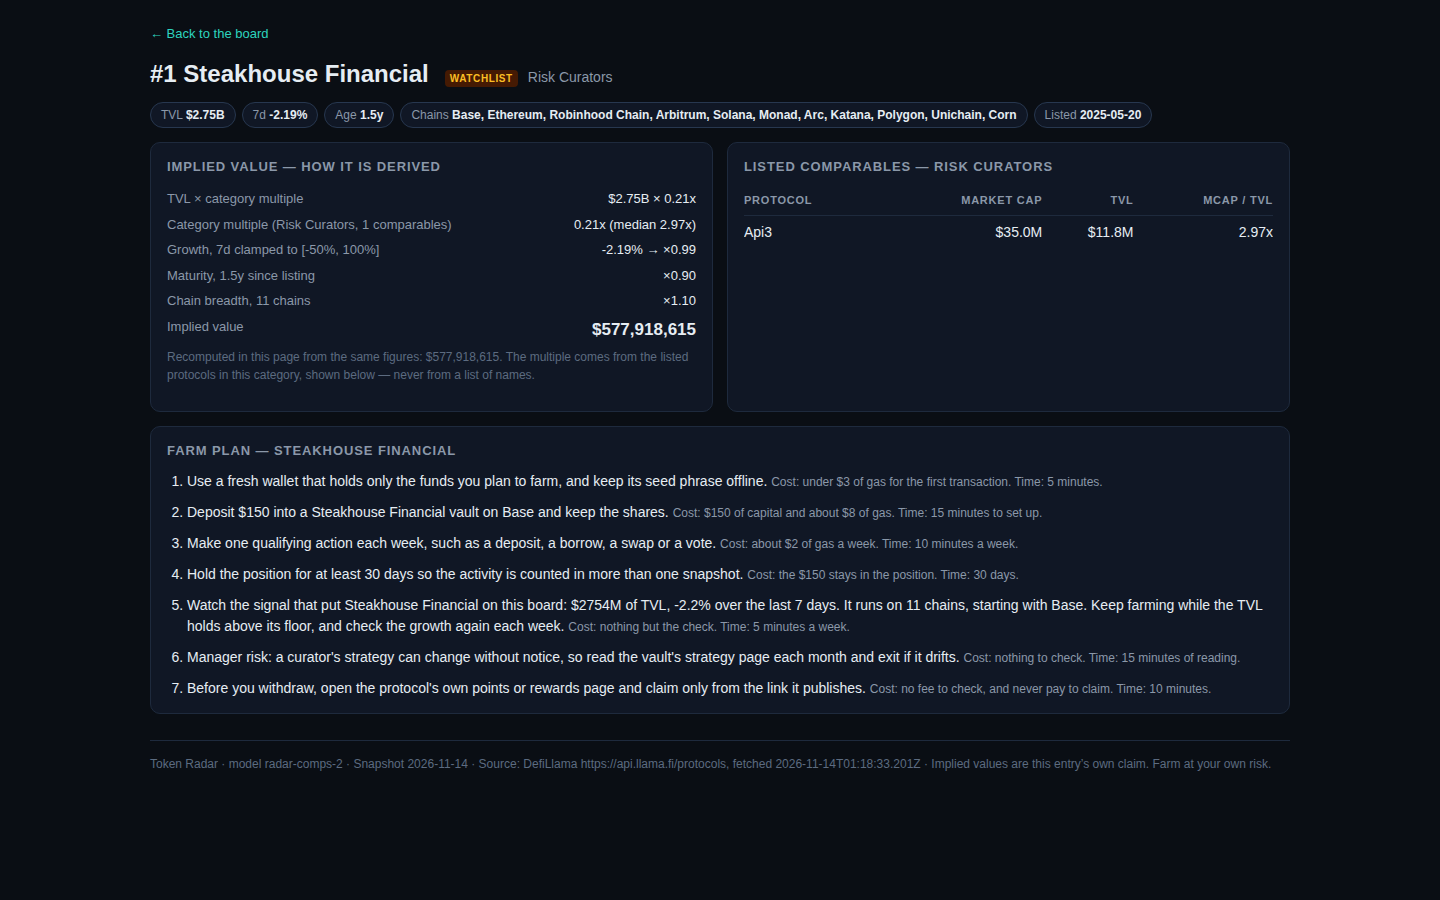 ← Back to the board
#1 Steakhouse Financial WATCHLIST Risk Curators
TVL $2.75B 7d -2.19% Age 1.5y Chains Base, Ethereum, Robinhood Chain, Arbitrum, Solana, Monad, Arc, Katana, Polygon, Unichain, Corn Listed 2025-05-20
IMPLIED VALUE — HOW IT IS DERIVED
TVL × category multiple $2.75B × 0.21x
Category multiple (Risk Curators, 1 comparables) 0.21x (median 2.97x)
Growth, 7d clamped to [-50%, 100%] -2.19% → ×0.99
Maturity, 1.5y since listing ×0.90
Chain breadth, 11 chains ×1.10
Implied value $577,918,615
Recomputed in this page from the same figures: $577,918,615. The multiple comes from the listed
protocols in this category, shown below — never from a list of names.
LISTED COMPARABLES — RISK CURATORS
PROTOCOL MARKET CAP TVL MCAP / TVL
Api3 $35.0M $11.8M 2.97x
FARM PLAN — STEAKHOUSE FINANCIAL
1. Use a fresh wallet that holds only the funds you plan to farm, and keep its seed phrase offline. Cost: under $3 of gas for the first transaction. Time: 5 minutes.
2. Deposit $150 into a Steakhouse Financial vault on Base and keep the shares. Cost: $150 of capital and about $8 of gas. Time: 15 minutes to set up.
3. Make one qualifying action each week, such as a deposit, a borrow, a swap or a vote. Cost: about $2 of gas a week. Time: 10 minutes a week.
4. Hold the position for at least 30 days so the activity is counted in more than one snapshot. Cost: the $150 stays in the position. Time: 30 days.
5. Watch the signal that put Steakhouse Financial on this board: $2754M of TVL, -2.2% over the last 7 days. It runs on 11 chains, starting with Base. Keep farming while the TVL
holds above its floor, and check the growth again each week. Cost: nothing but the check. Time: 5 minutes a week.
6. Manager risk: a curator's strategy can change without notice, so read the vault's strategy page each month and exit if it drifts. Cost: nothing to check. Time: 15 minutes of reading.
7. Before you withdraw, open the protocol's own points or rewards page and claim only from the link it publishes. Cost: no fee to check, and never pay to claim. Time: 10 minutes.
Token Radar · model radar-comps-2 · Snapshot 2026-11-14 · Source: DefiLlama https://api.llama.fi/protocols, fetched 2026-11-14T01:18:33.201Z · Implied values are this entry's own claim. Farm at your own risk.